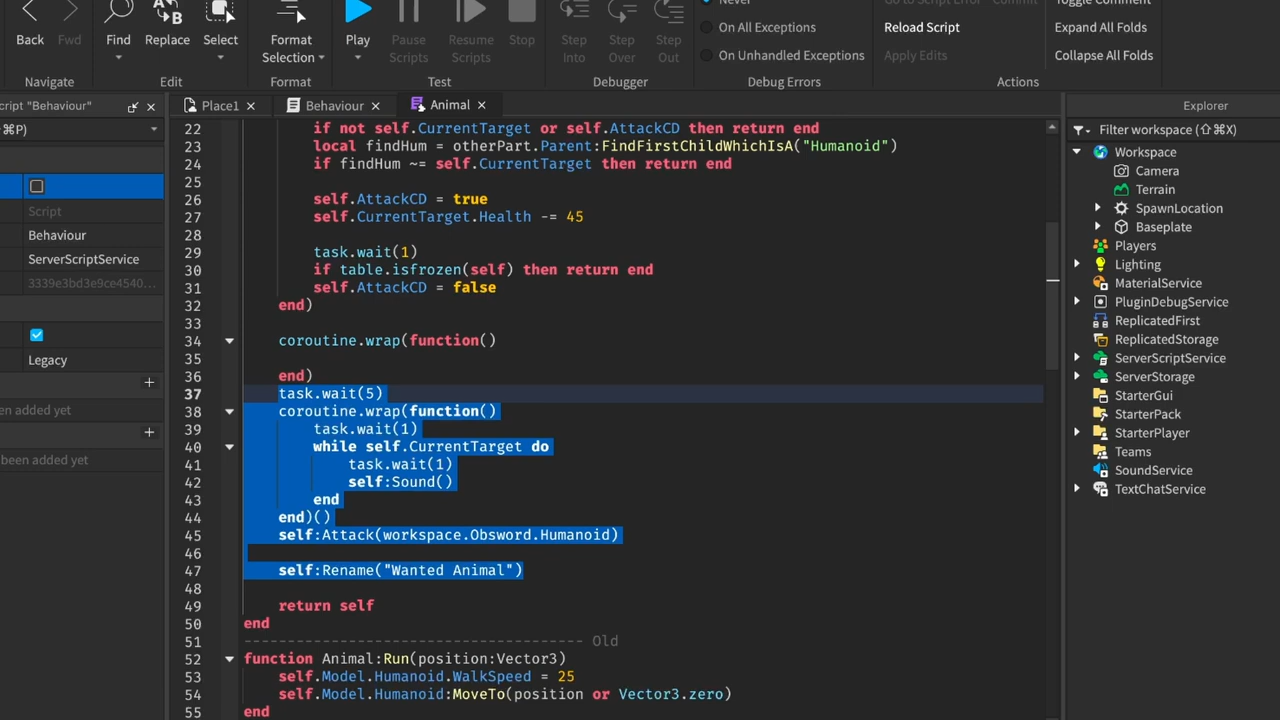 Never
Go to Script Error
Commit
Toggle Comment
Back
Fwd
Find
Replace
Select
Format
Selection
Play
Pause
Scripts
Resume
Scripts
Stop
Step
Into
Step
Over
Step
Out
On All Exceptions
On Unhandled Exceptions
Reload Script
Apply Edits
Expand All Folds
Collapse All Folds
Navigate
Edit
Format
Test
Debugger
Debug Errors
Actions
cript "Behaviour"
Place1
Behaviour
Animal
Explorer
⌘P)
Filter workspace (⇧⌘X)
Script
Behaviour
ServerScriptService
3339e3bd3e9ce4540...
Legacy
en added yet
been added yet
22 if not self.CurrentTarget or self.AttackCD then return end
23 local findHum = otherPart.Parent:FindFirstChildWhichIsA("Humanoid")
24 if findHum ~= self.CurrentTarget then return end
25
26 self.AttackCD = true
27 self.CurrentTarget.Health -= 45
28
29 task.wait(1)
30 if table.isfrozen(self) then return end
31 self.AttackCD = false
32 end)
33
34 coroutine.wrap(function()
35
36 end)
37 task.wait(5)
38 coroutine.wrap(function()
39 task.wait(1)
40 while self.CurrentTarget do
41 task.wait(1)
42 self:Sound()
43 end
44 end)()
45 self:Attack(workspace.Obsword.Humanoid)
46
47 self:Rename("Wanted Animal")
48
49 return self
50 end
51 --------------------------------------- Old
52 function Animal:Run(position:Vector3)
53 self.Model.Humanoid.WalkSpeed = 25
54 self.Model.Humanoid:MoveTo(position or Vector3.zero)
55 end
Workspace
Camera
Terrain
SpawnLocation
Baseplate
Players
Lighting
MaterialService
PluginDebugService
ReplicatedFirst
ReplicatedStorage
ServerScriptService
ServerStorage
StarterGui
StarterPack
StarterPlayer
Teams
SoundService
TextChatService